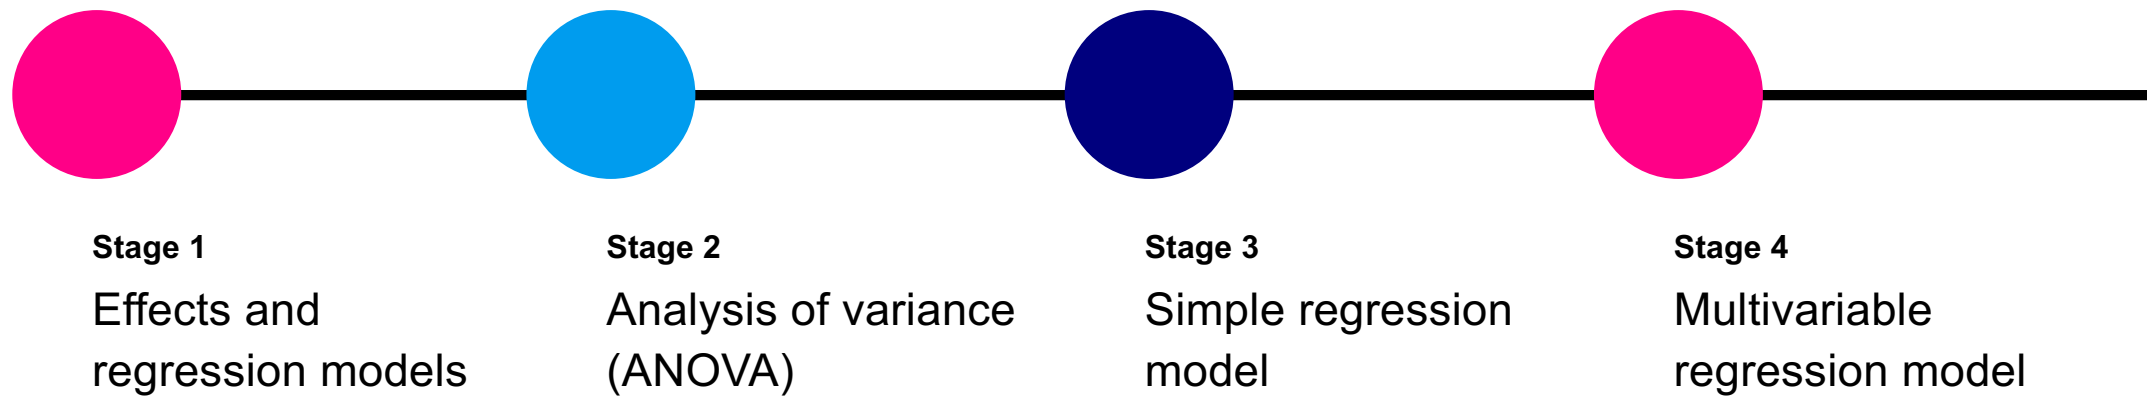 Stage 1
Effects and
regression models
Stage 2
Analysis of variance
(ANOVA)
Stage 3
Simple regression
model
Stage 4
Multivariable
regression model